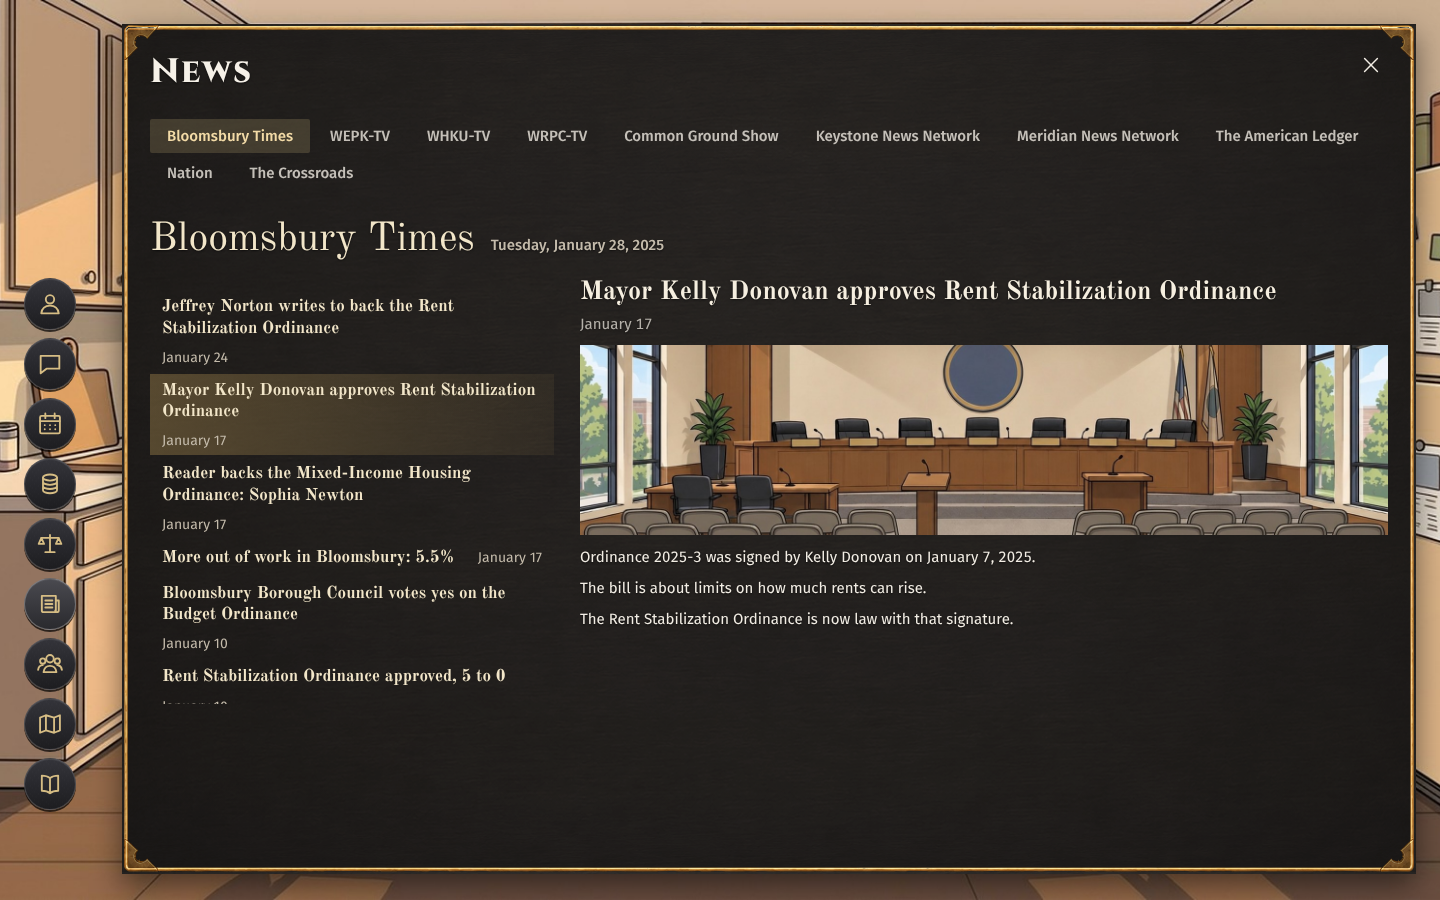 News
Bloomsbury Times
WEPK-TV
WHKU-TV
WRPC-TV
Common Ground Show
Keystone News Network
Meridian News Network
The American Ledger
Nation
The Crossroads
Bloomsbury Times
Tuesday, January 28, 2025
Jeffrey Norton writes to back the Rent
Stabilization Ordinance
January 24
Mayor Kelly Donovan approves Rent Stabilization
Ordinance
January 17
Reader backs the Mixed-Income Housing
Ordinance: Sophia Newton
January 17
More out of work in Bloomsbury: 5.5%
January 17
Bloomsbury Borough Council votes yes on the
Budget Ordinance
January 10
Rent Stabilization Ordinance approved, 5 to 0
Mayor Kelly Donovan approves Rent Stabilization Ordinance
January 17
Ordinance 2025-3 was signed by Kelly Donovan on January 7, 2025.
The bill is about limits on how much rents can rise.
The Rent Stabilization Ordinance is now law with that signature.